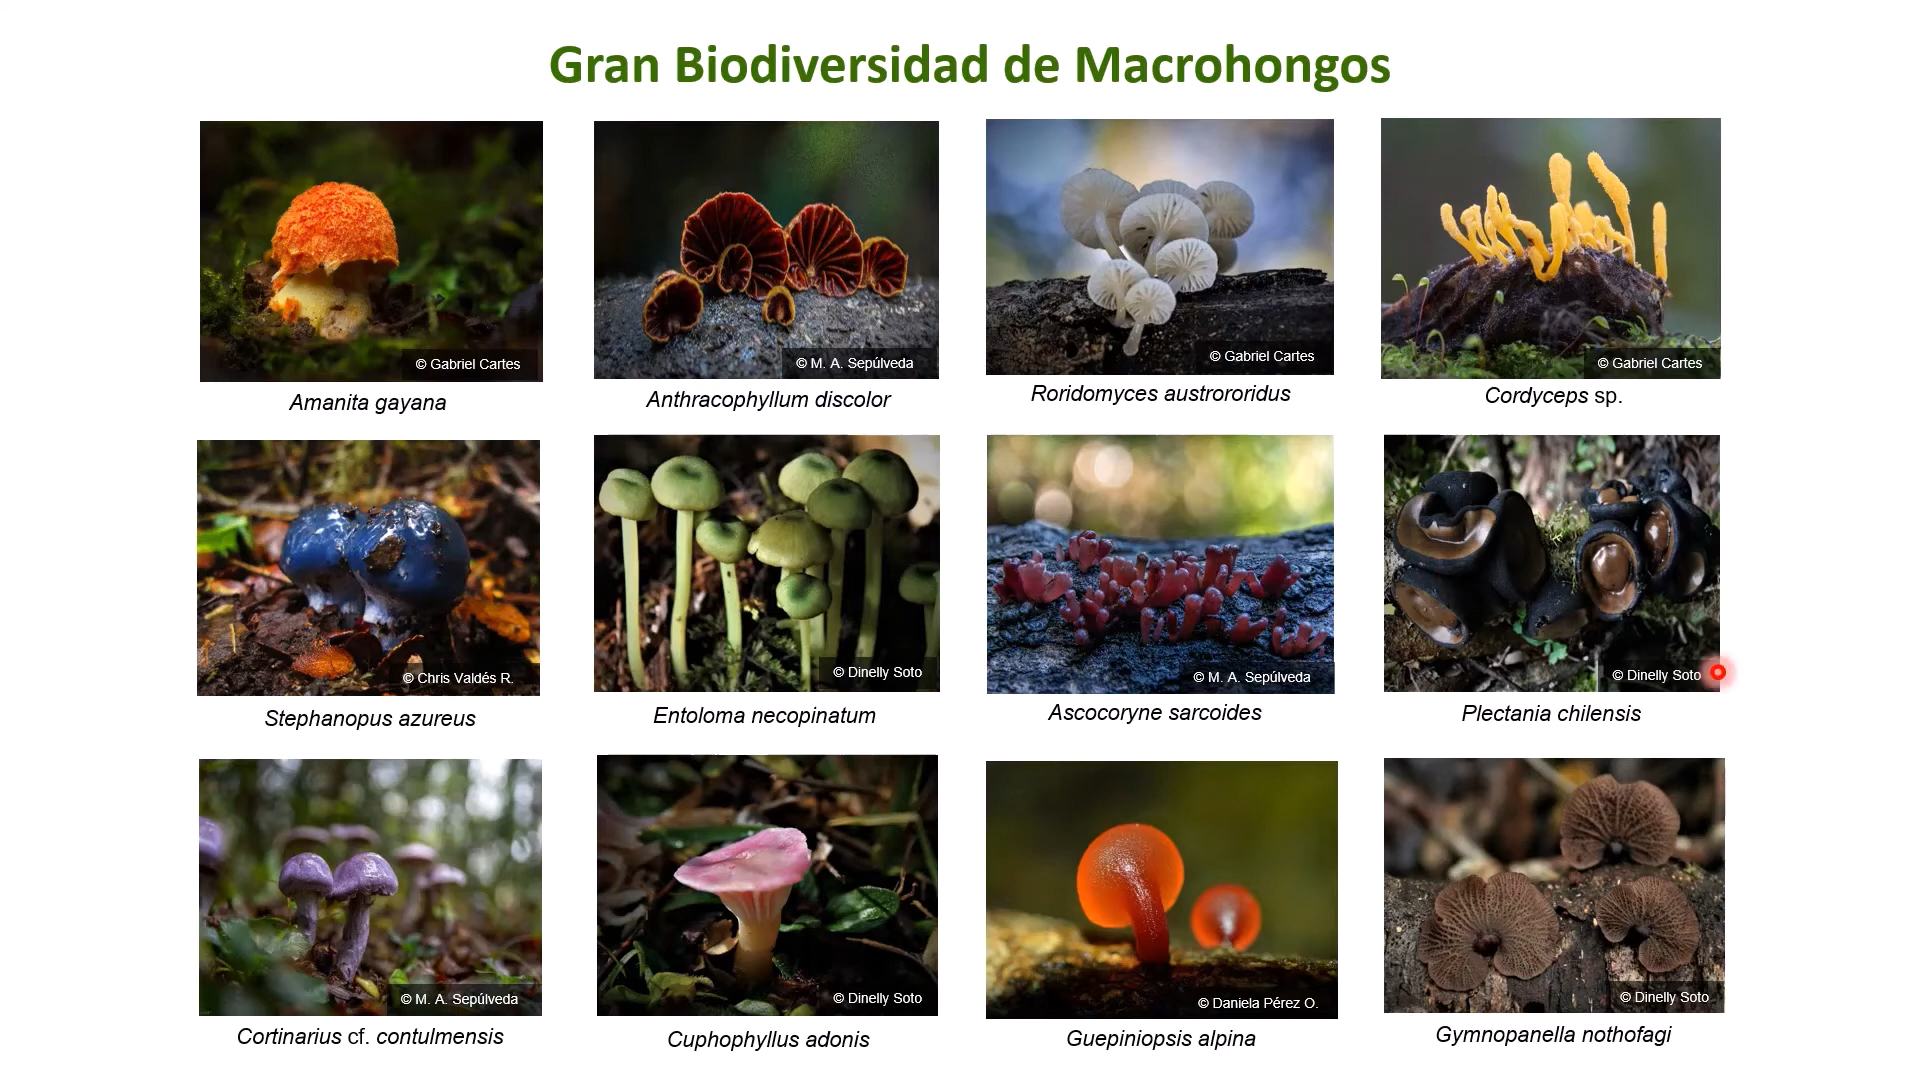 Gran Biodiversidad de Macrohongos
© Gabriel Cartes
Amanita gayana
© M. A. Sepúlveda
Anthracophyllum discolor
© Gabriel Cartes
Roridomyces austrororidus
© Gabriel Cartes
Cordyceps sp.
© Chris Valdés R.
Stephanopus azureus
© Dinelly Soto
Entoloma necopinatum
© M. A. Sepúlveda
Ascocoryne sarcoides
© Dinelly Soto
Plectania chilensis
© M. A. Sepúlveda
Cortinarius cf. contulmensis
© Dinelly Soto
Cuphophyllus adonis
© Daniela Pérez O.
Guepiniopsis alpina
© Dinelly Soto
Gymnopanella nothofagi